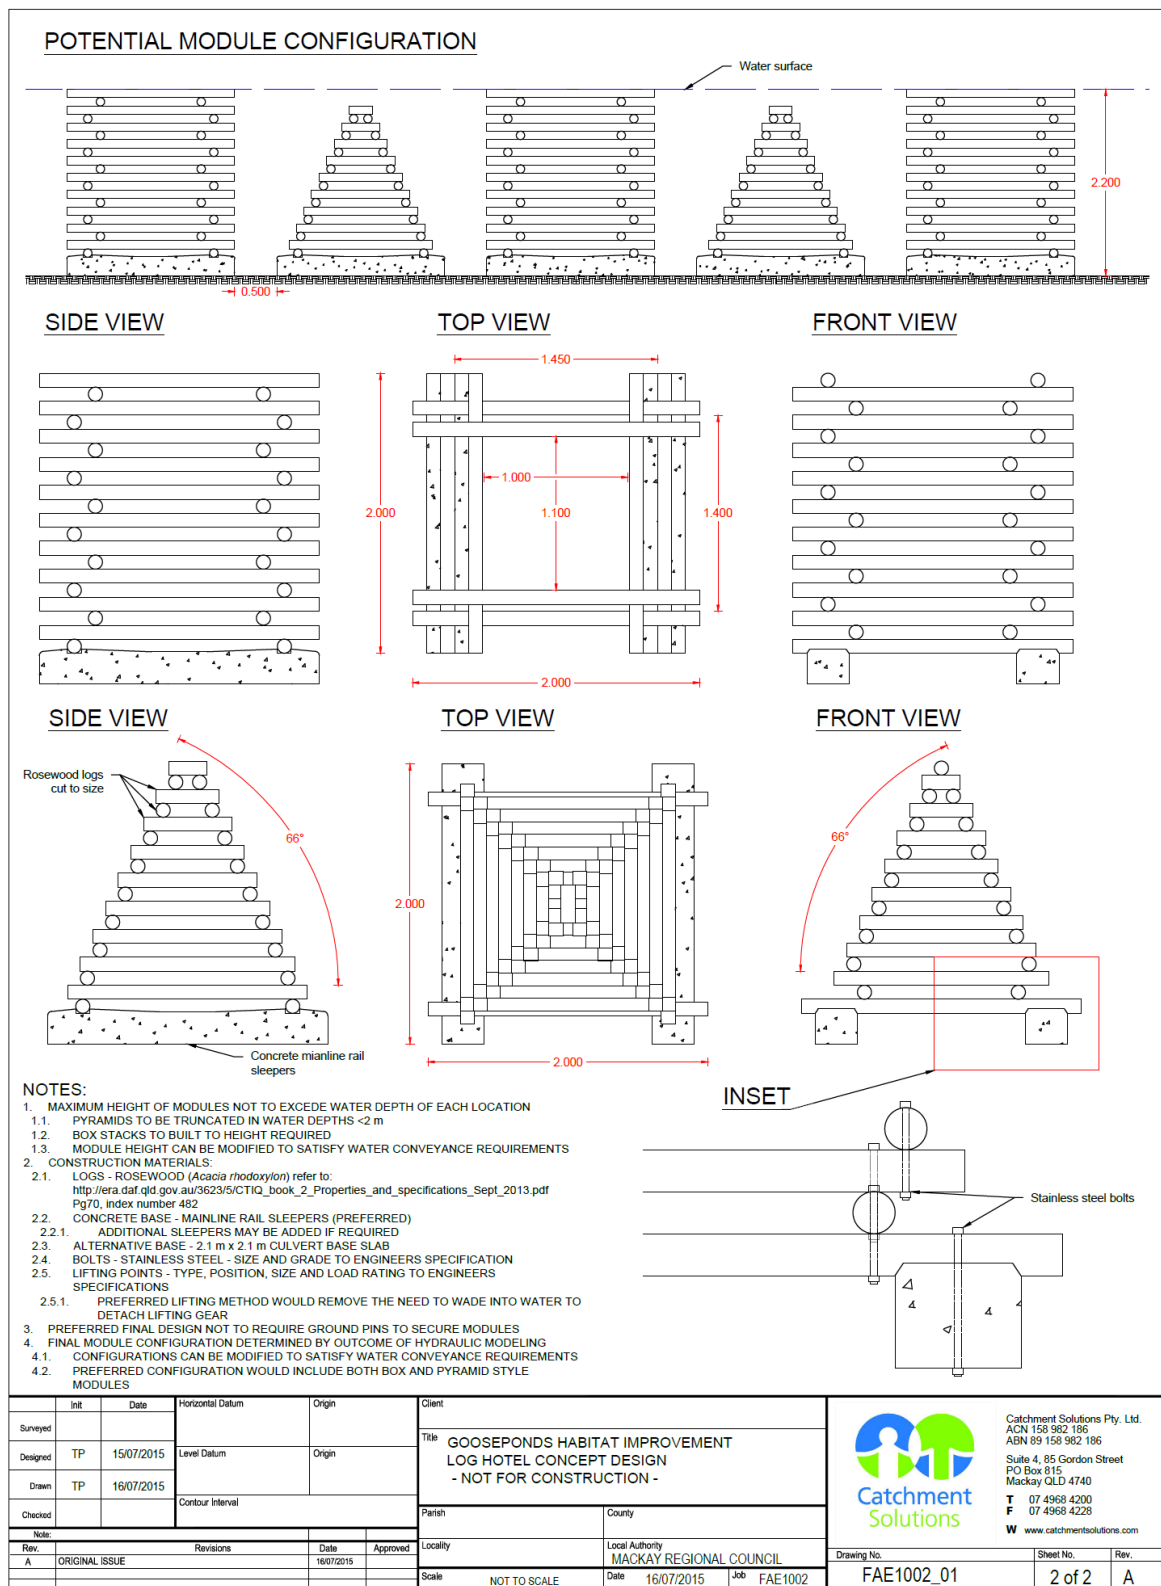 POTENTIAL MODULE CONFIGURATION
Water surface
2.200
0.500
SIDE VIEW
TOP VIEW
FRONT VIEW
1.450
2.000
1.000
1.100
1.400
2.000
SIDE VIEW
TOP VIEW
FRONT VIEW
Rosewood logs
cut to size
66°
66°
2.000
2.000
Concrete mianline rail
sleepers
INSET
Stainless steel bolts
NOTES:
1. MAXIMUM HEIGHT OF MODULES NOT TO EXCEDE WATER DEPTH OF EACH LOCATION
1.1. PYRAMIDS TO BE TRUNCATED IN WATER DEPTHS <2 m
1.2. BOX STACKS TO BUILT TO HEIGHT REQUIRED
1.3. MODULE HEIGHT CAN BE MODIFIED TO SATISFY WATER CONVEYANCE REQUIREMENTS
2. CONSTRUCTION MATERIALS:
2.1. LOGS - ROSEWOOD (Acacia rhodoxylon) refer to:
http://era.daf.qld.gov.au/3623/5/CTIQ_book_2_Properties_and_specifications_Sept_2013.pdf
Pg70, index number 482
2.2. CONCRETE BASE - MAINLINE RAIL SLEEPERS (PREFERRED)
2.2.1. ADDITIONAL SLEEPERS MAY BE ADDED IF REQUIRED
2.3. ALTERNATIVE BASE - 2.1 m x 2.1 m CULVERT BASE SLAB
2.4. BOLTS - STAINLESS STEEL - SIZE AND GRADE TO ENGINEERS SPECIFICATION
2.5. LIFTING POINTS - TYPE, POSITION, SIZE AND LOAD RATING TO ENGINEERS
SPECIFICATIONS
2.5.1. PREFERRED LIFTING METHOD WOULD REMOVE THE NEED TO WADE INTO WATER TO
DETACH LIFTING GEAR
3. PREFERRED FINAL DESIGN NOT TO REQUIRE GROUND PINS TO SECURE MODULES
4. FINAL MODULE CONFIGURATION DETERMINED BY OUTCOME OF HYDRAULIC MODELING
4.1. CONFIGURATIONS CAN BE MODIFIED TO SATISFY WATER CONVEYANCE REQUIREMENTS
4.2. PREFERRED CONFIGURATION WOULD INCLUDE BOTH BOX AND PYRAMID STYLE
MODULES
Init Date
Surveyed
Designed TP 15/07/2015
Drawn TP 16/07/2015
Checked
Note:
Rev. Revisions Date Approved
A ORIGINAL ISSUE 16/07/2015
Horizontal Datum Origin
Level Datum Origin
Contour Interval
Client
Title GOOSEPONDS HABITAT IMPROVEMENT
LOG HOTEL CONCEPT DESIGN
- NOT FOR CONSTRUCTION -
Parish County
Locality Local Authority
MACKAY REGIONAL COUNCIL
Scale NOT TO SCALE Date 16/07/2015 Job FAE1002
Catchment
Solutions
Catchment Solutions Pty. Ltd.
ACN 158 982 186
ABN 89 158 982 186
Suite 4, 85 Gordon Street
PO Box 815
Mackay QLD 4740
T 07 4968 4200
F 07 4968 4228
W www.catchmentsolutions.com
Drawing No. Sheet No. Rev.
FAE1002_01 2 of 2 A